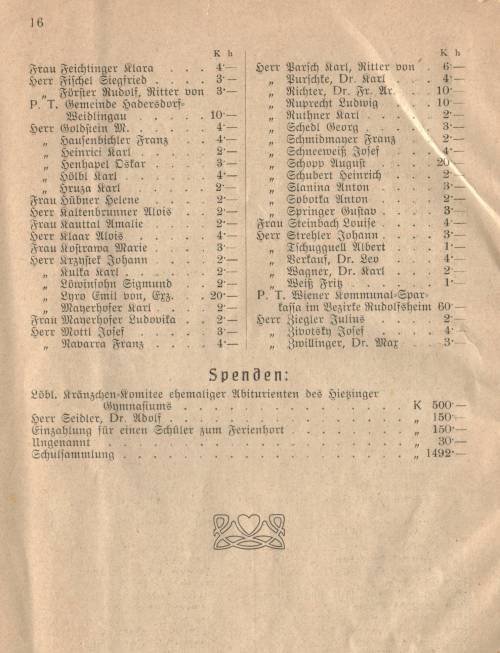 16
K h
Frau Feichtinger Klara . . . 4·—
Herr Fischel Siegfried . . . . 3·—
„ Förster Rudolf, Ritter von 3·—
P. T. Gemeinde Hadersdorf-
Weidlingau . . . . . . 10·—
Herr Goldstein M. . . . . . . 4·—
„ Hausenbichler Franz . . . 4·—
„ Heinrici Karl . . . . . 2·—
„ Henhapel Oskar . . . . 3·—
„ Hölbl Karl . . . . . . 4·—
„ Hruza Karl . . . . . . 2·—
Frau Hübner Helene . . . . . 2·—
Herr Kaltenbrunner Alois . . . 2·—
Frau Kauttal Amalie . . . . . 2·—
Herr Klaar Alois . . . . . . 4·—
Frau Kostrawa Marie . . . . . 3·—
Herr Krzystek Johann . . . . 2·—
„ Kulka Karl . . . . . . 2·—
„ Löwinsohn Sigmund . . . 2·—
„ Lyro Emil von, Exz. . . . 20·—
„ Mayerhofer Karl . . . . 2·—
Frau Mayerhofer Ludovika . . . 2·—
Herr Mottl Josef . . . . . . 3·—
„ Navarra Franz . . . . . 4·—
K h
Herr Parsch Karl, Ritter von . . 6·—
„ Purschke, Dr. Karl . . . . 4·—
„ Richter, Dr. Fr. Ar. . . . . 10·—
„ Ruprecht Ludwig . . . . 10·—
„ Ruthner Karl . . . . . 2·—
„ Schedl Georg . . . . . 3·—
„ Schmidmayer Franz . . . 2·—
„ Schneeweiß Josef . . . . 4·—
„ Schopp August . . . . . 20·—
„ Schubert Heinrich . . . . 2·—
„ Slanina Anton . . . . . 3·—
„ Sobotka Anton . . . . . 2·—
„ Springer Gustav . . . . . 3·—
Frau Steinbach Louise . . . . 4·—
Herr Strehler Johann . . . . . 3·—
„ Tschugguell Albert . . . . 1·—
„ Verkauf, Dr. Lev . . . . 4·—
„ Wagner, Dr. Karl . . . . 2·—
„ Weiß Fritz . . . . . . 1·—
P. T. Wiener Kommunal-Spar-
kassa im Bezirke Rudolfsheim 60·—
Herr Ziegler Julius . . . . . 2·—
„ Zivotsky Josef . . . . . 4·—
„ Zwillinger, Dr. Max . . . 3·—
Spenden:
Löbl. Kränzchen-Komitee ehemaliger Abiturienten des Hietzinger
Gymnasiums . . . . . . . . . . . . . . K 500·—
Herr Seidler, Dr. Adolf . . . . . . . . . . . . . „ 150·—
Einzahlung für einen Schüler zum Ferienhort . . . . . . . „ 150·—
Ungenannt . . . . . . . . . . . . . . . . „ 30·—
Schulsammlung . . . . . . . . . . . . . . . „ 1492·—